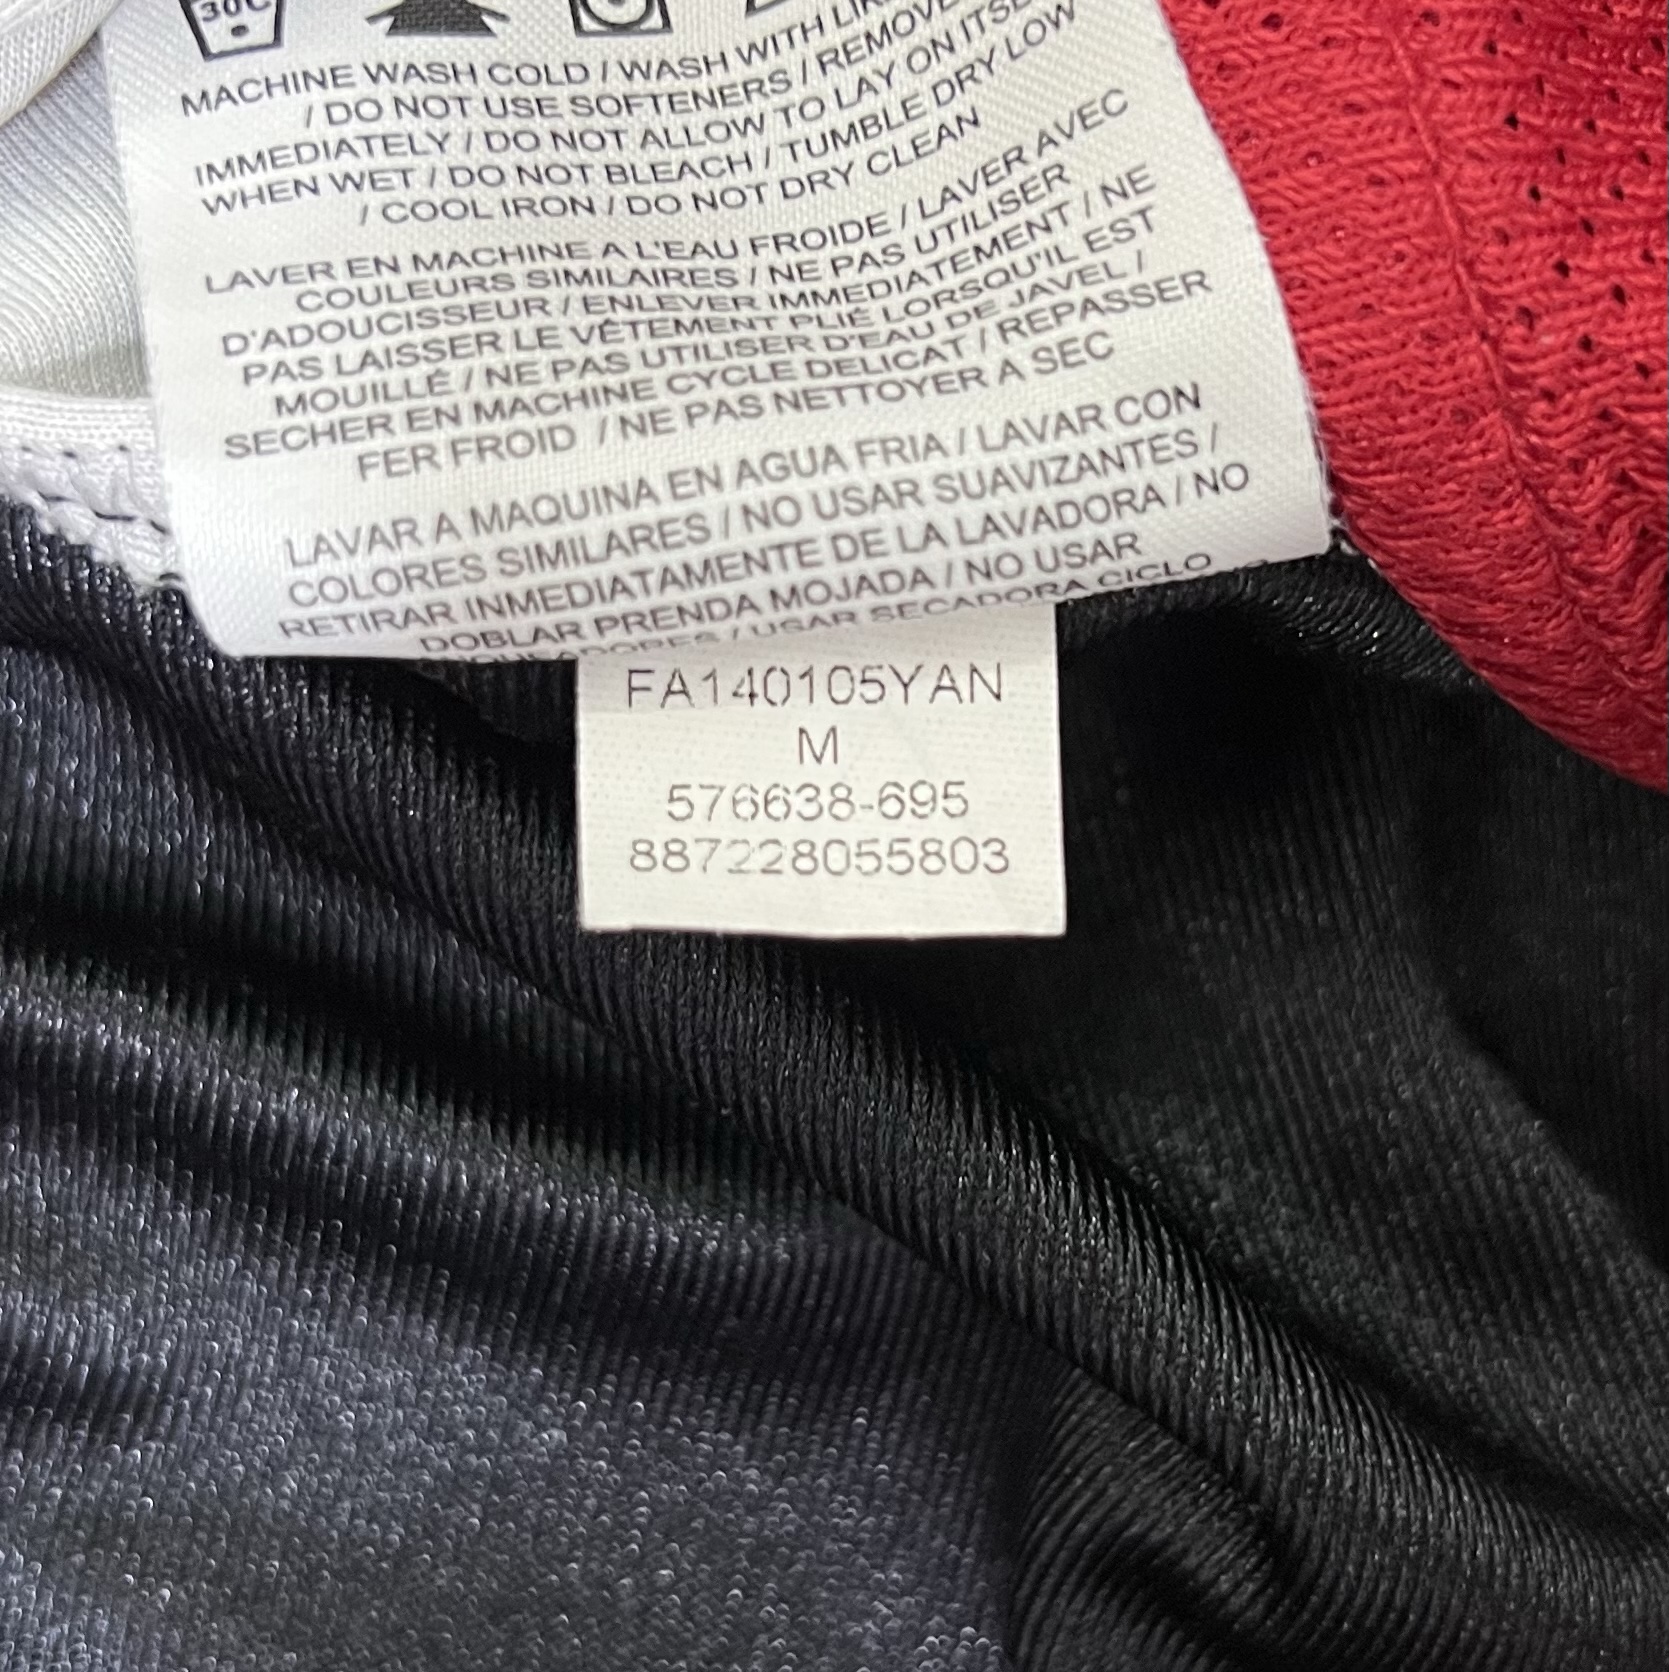 30C
MACHINE WASH COLD / WASH WITH
/ DO NOT USE SOFTENERS / REMOVE
IMMEDIATELY / DO NOT ALLOW TO LAY ON
WHEN WET / DO NOT BLEACH / TUMBLE DRY LOW
/ COOL IRON / DO NOT DRY CLEAN
LAVER EN MACHINE A L'EAU FROIDE / LAVER AVEC
COULEURS SIMILAIRES / NE PAS UTILISER
D'ADOUCISSEUR / ENLEVER IMMEDIATEMENT / NE
PAS LAISSER LE VÊTEMENT PLIÉ LORSQU'IL EST
MOUILLÉ / NE PAS UTILISER D'EAU DE JAVEL /
SECHER EN MACHINE CYCLE DELICAT / REPASSER
FER FROID / NE PAS NETTOYER A SEC
LAVAR A MAQUINA EN AGUA FRIA / LAVAR CON
COLORES SIMILARES / NO USAR SUAVIZANTES /
RETIRAR INMEDIATAMENTE DE LA LAVADORA / NO
DOBLAR PRENDA MOJADA / NO USAR
/ USAR SECADORA CICLO
FA140105YAN
M
576638-695
887228055803